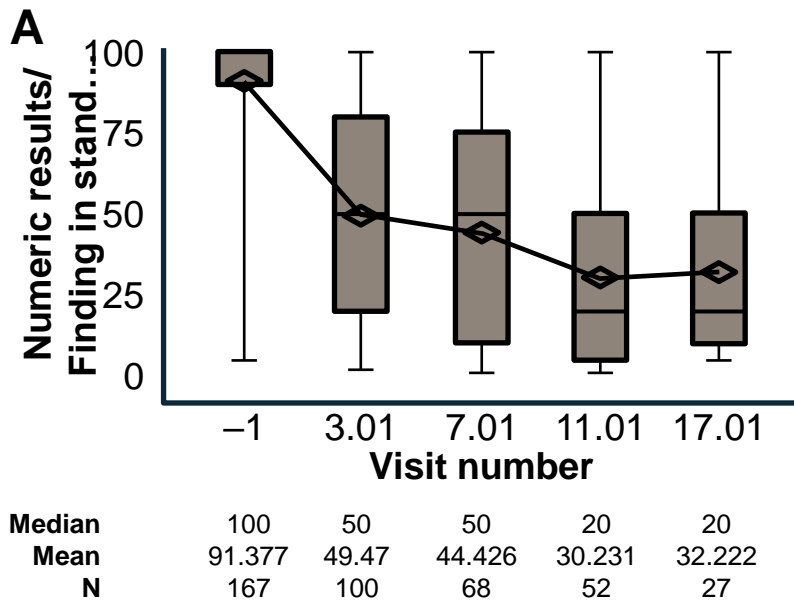 A
Numeric results/
Finding in stand...
100
75
50
25
0
–1 3.01 7.01 11.01 17.01
Visit number
Median 100 50 50 20 20
Mean 91.377 49.47 44.426 30.231 32.222
N 167 100 68 52 27